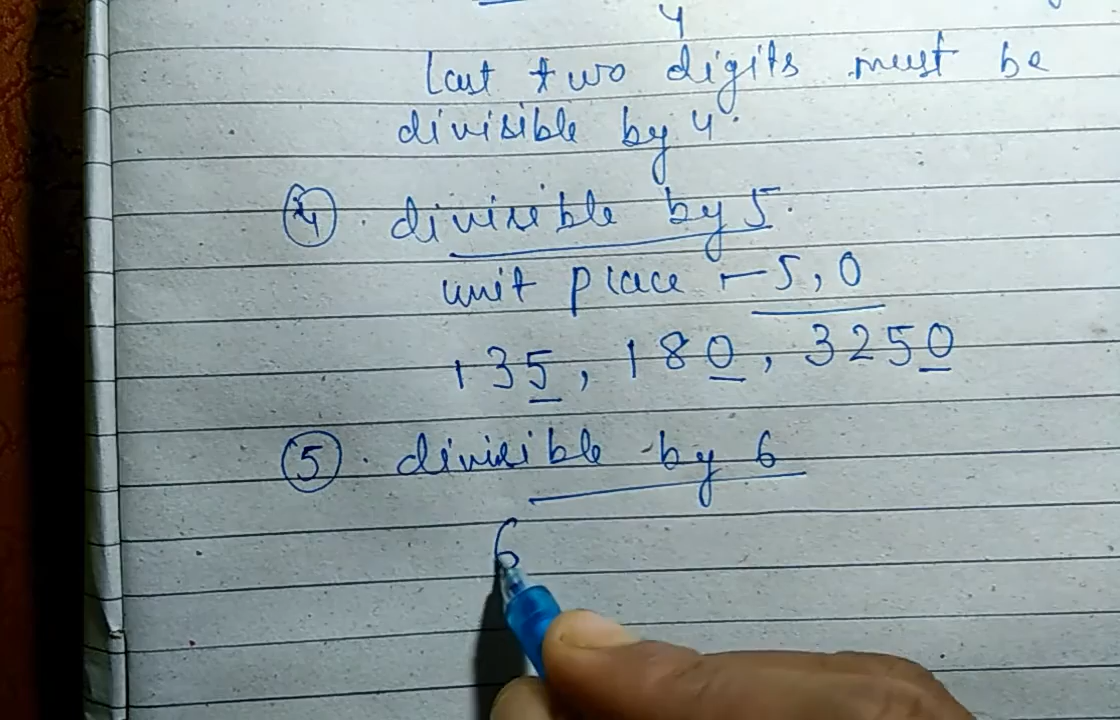 4
Last two digits must be
divisible by 4.
④. divisible by 5.
unit place - 5, 0
135, 180, 3250
⑤. divisible by 6
6